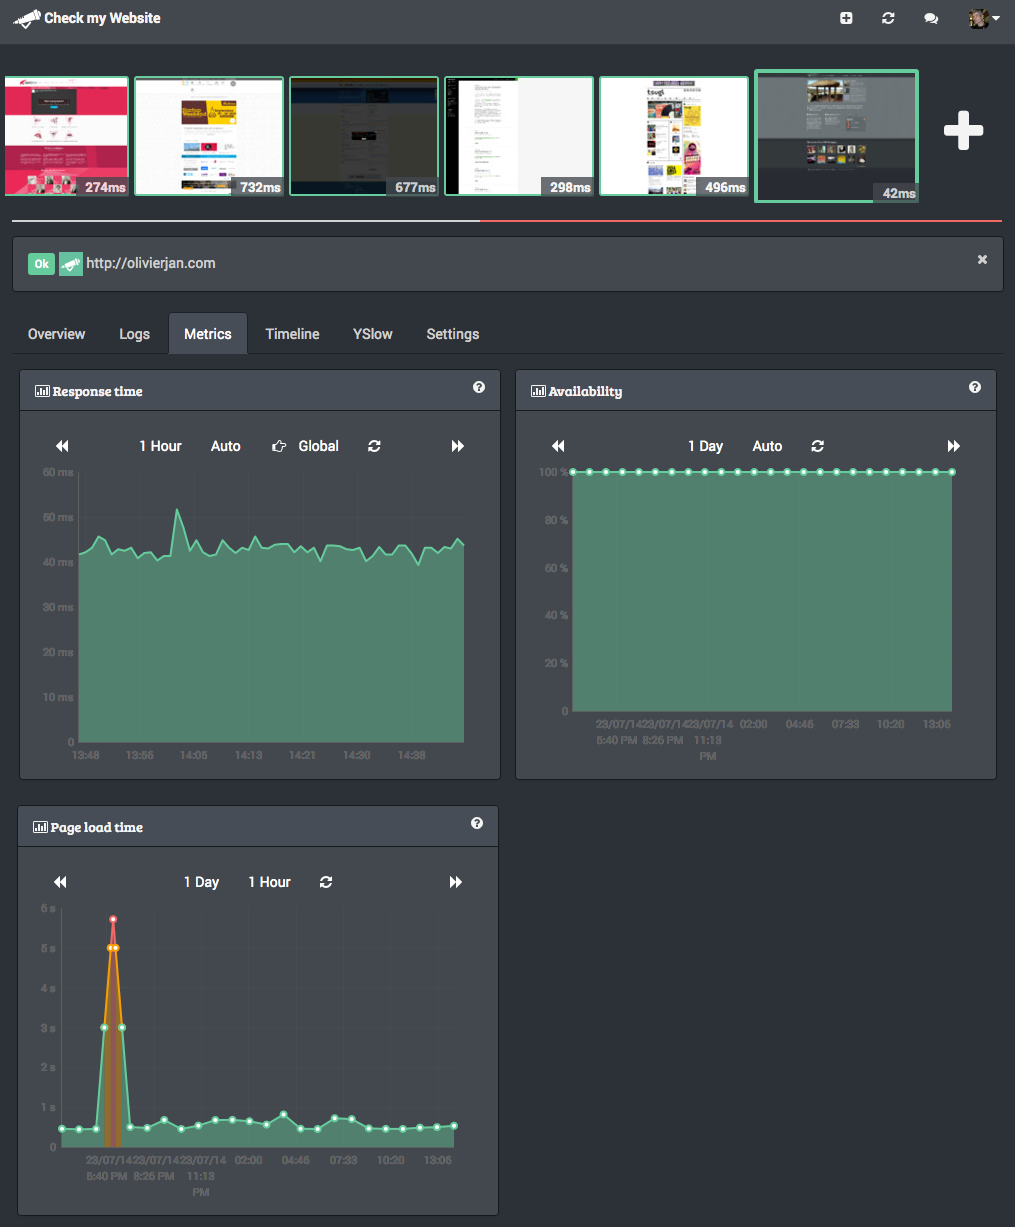 Check my Website
274ms
732ms
677ms
298ms
tsugi
496ms
42ms
Ok http://olivierjan.com
Overview Logs Metrics Timeline YSlow Settings
Response time
1 Hour Auto Global
60 ms
50 ms
40 ms
30 ms
20 ms
10 ms
0
13:48 13:56 14:05 14:13 14:21 14:30 14:38
Availability
1 Day Auto
100 %
80 %
60 %
40 %
20 %
0
23/07/14 23/07/14 23/07/14 02:00 04:46 07:33 10:20 13:06
5:40 PM 8:26 PM 11:13
PM
Page load time
1 Day 1 Hour
6 s
5 s
4 s
3 s
2 s
1 s
0
23/07/14 23/07/14 23/07/14 02:00 04:46 07:33 10:20 13:06
5:40 PM 8:26 PM 11:13
PM